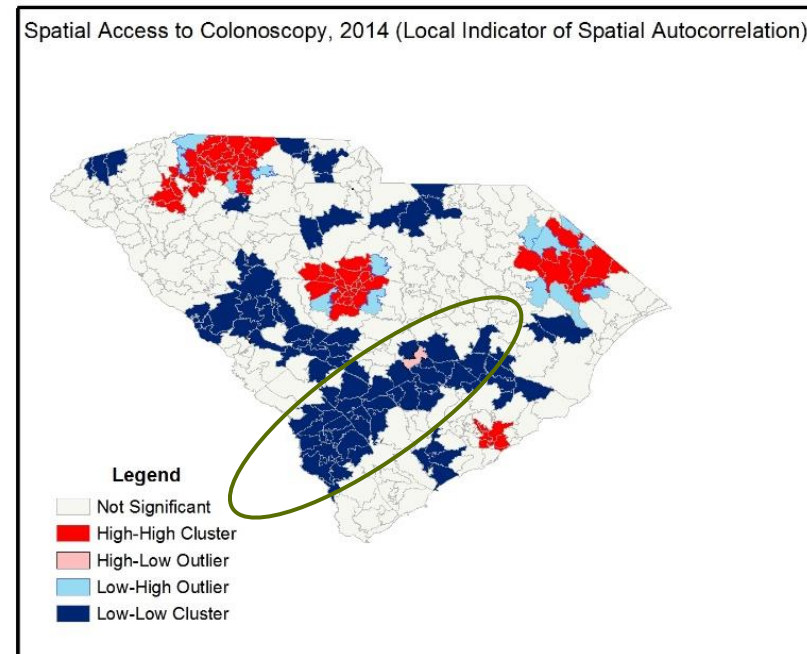 Spatial Access to Colonoscopy, 2014 (Local Indicator of Spatial Autocorrelation)
Legend
Not Significant
High-High Cluster
High-Low Outlier
Low-High Outlier
Low-Low Cluster